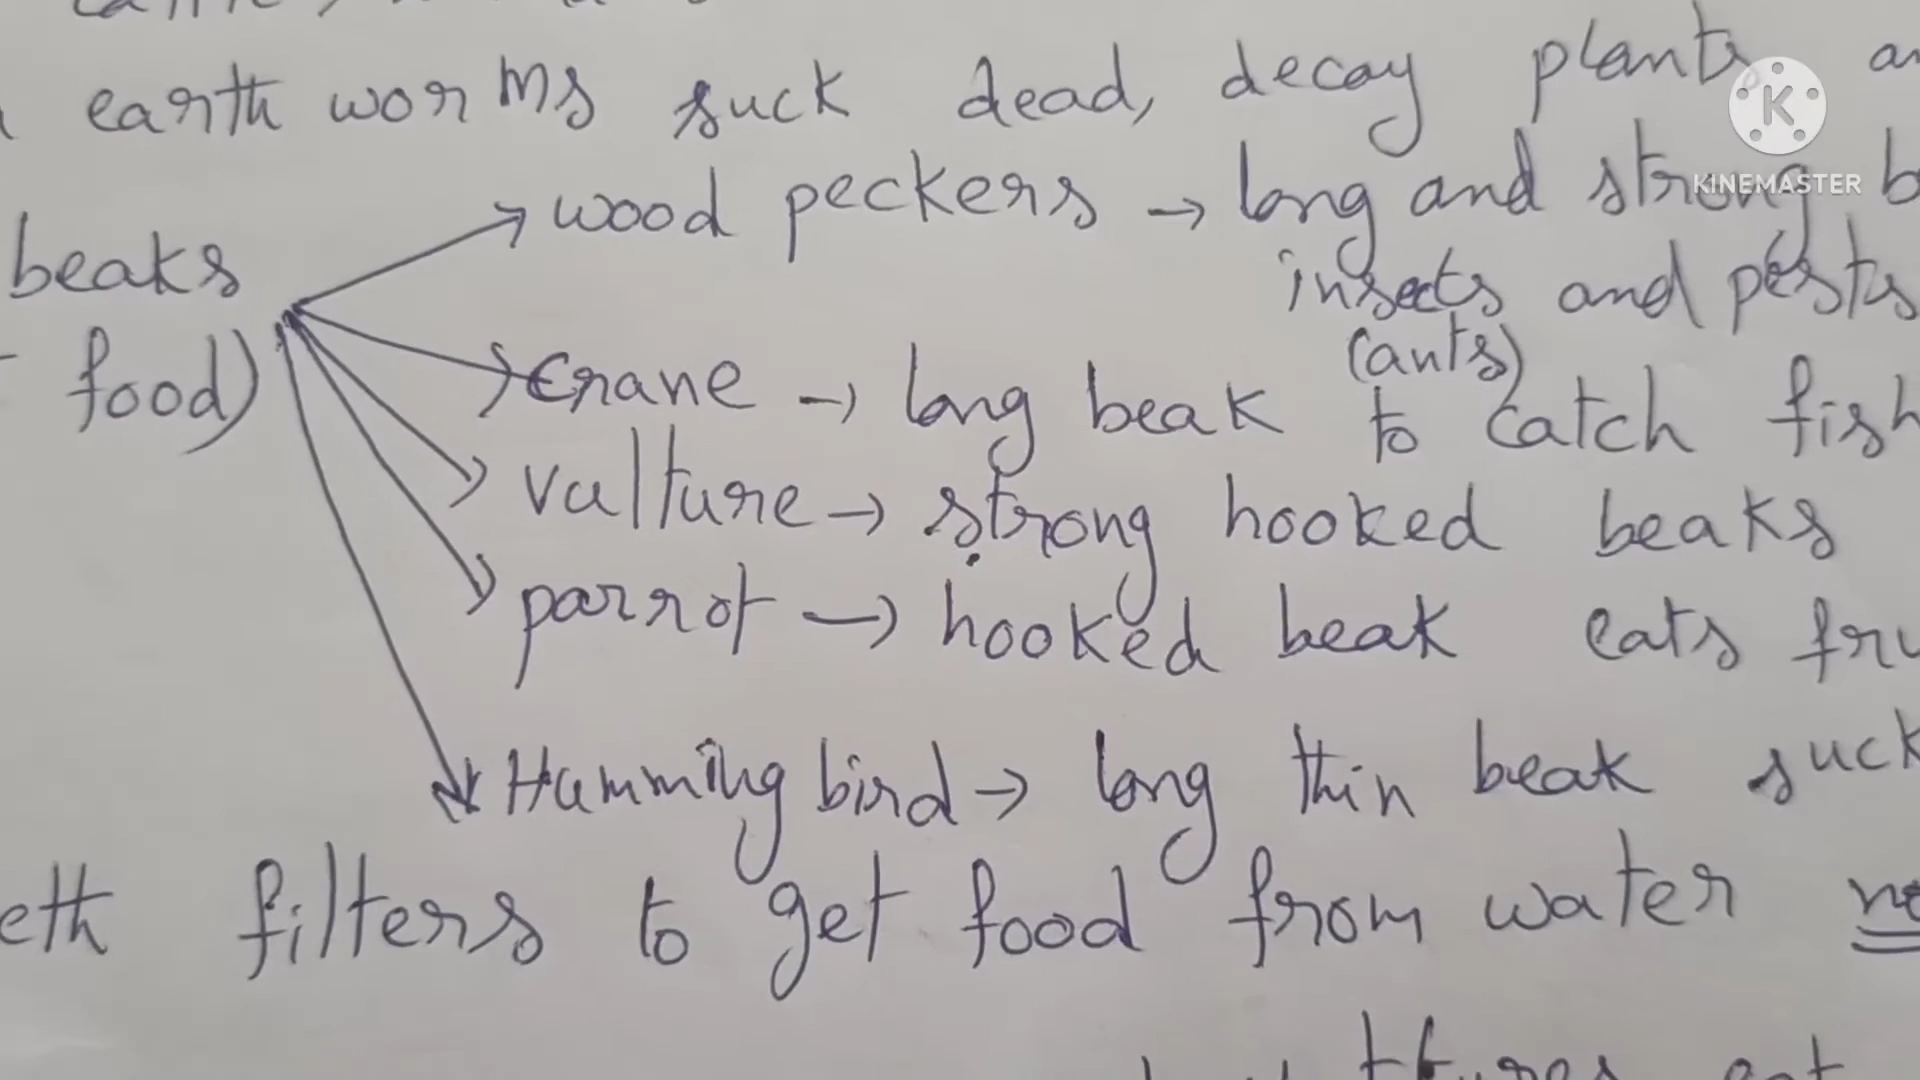 earth worms suck dead, decay plants
wood peckers → long and strong
beaks
insects and pests
(ants)
food)
crane → long beak to catch fish
vulture → strong hooked beaks
parrot → hooked beak eats
Humming bird → long thin beak suck
filters to get food from water
KINEMASTER